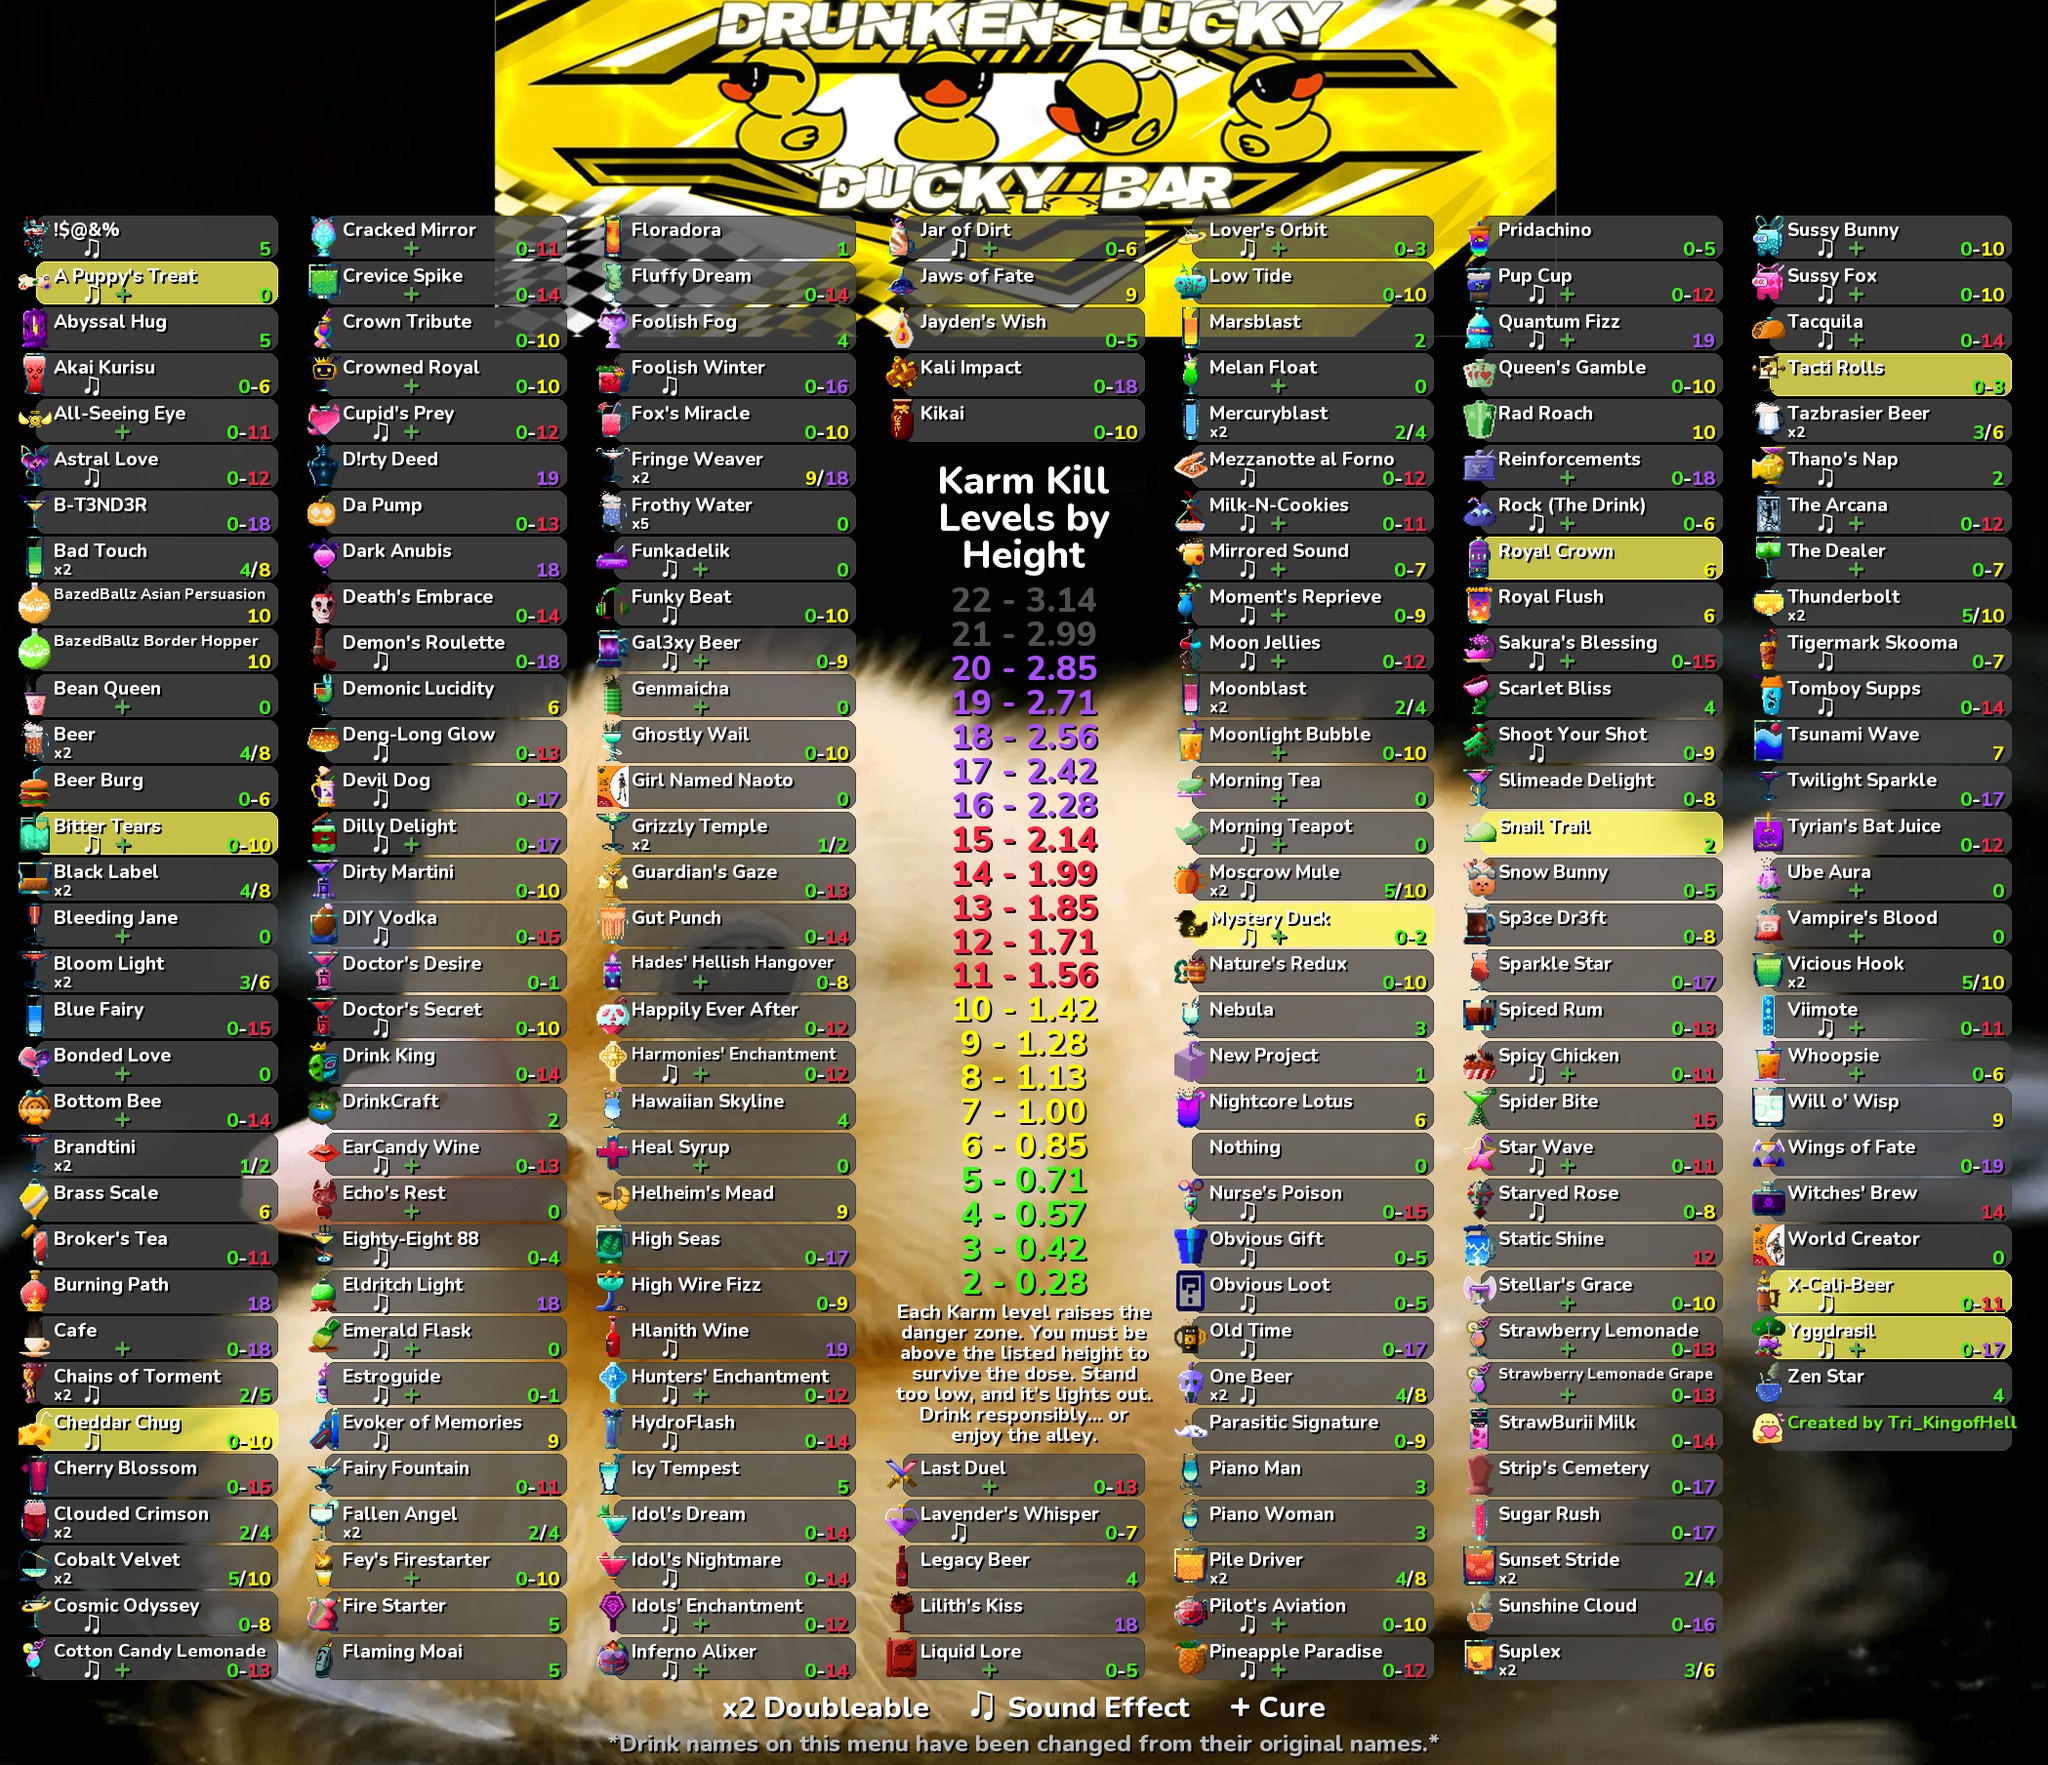 DRUNKEN LUCKY
DUCKY BAR
!$@&%
♫ 5
A Puppy's Treat
♫ + 0
Abyssal Hug
5
Akai Kurisu
♫ 0-6
All-Seeing Eye
+ 0-11
Astral Love
♫ 0-12
B-T3ND3R
0-18
Bad Touch
x2 4/8
BazedBallz Asian Persuasion
10
BazedBallz Border Hopper
10
Bean Queen
+ 0
Beer
x2 4/8
Beer Burg
0-6
Bitter Tears
♫ + 0-10
Black Label
x2 4/8
Bleeding Jane
+ 0
Bloom Light
x2 3/6
Blue Fairy
0-15
Bonded Love
+ 0
Bottom Bee
+ 0-14
Brandtini
x2 1/2
Brass Scale
6
Broker's Tea
0-11
Burning Path
18
Cafe
+ 0-18
Chains of Torment
x2 ♫ 2/5
Cheddar Chug
♫ 0-10
Cherry Blossom
0-15
Clouded Crimson
x2 2/4
Cobalt Velvet
x2 5/10
Cosmic Odyssey
♫ 0-8
Cotton Candy Lemonade
♫ + 0-13
Cracked Mirror
+ 0-11
Crevice Spike
+ 0-14
Crown Tribute
0-10
Crowned Royal
+ 0-10
Cupid's Prey
♫ + 0-12
D!rty Deed
19
Da Pump
0-13
Dark Anubis
18
Death's Embrace
0-14
Demon's Roulette
♫ 0-18
Demonic Lucidity
6
Deng-Long Glow
♫ 0-13
Devil Dog
♫ 0-17
Dilly Delight
♫ + 0-17
Dirty Martini
0-10
DIY Vodka
♫ 0-15
Doctor's Desire
0-1
Doctor's Secret
♫ 0-10
Drink King
0-14
DrinkCraft
2
EarCandy Wine
♫ + 0-13
Echo's Rest
+ 0
Eighty-Eight 88
♫ 0-4
Eldritch Light
♫ 18
Emerald Flask
♫ + 0
Estroguide
♫ + 0-1
Evoker of Memories
♫ 9
Fairy Fountain
0-11
Fallen Angel
x2 2/4
Fey's Firestarter
+ 0-10
Fire Starter
5
Flaming Moai
5
Floradora
1
Fluffy Dream
0-14
Foolish Fog
4
Foolish Winter
♫ 0-16
Fox's Miracle
0-10
Fringe Weaver
x2 9/18
Frothy Water
x5 0
Funkadelik
♫ + 0
Funky Beat
♫ 0-10
Gal3xy Beer
♫ + 0-9
Genmaicha
+ 0
Ghostly Wail
0-10
Girl Named Naoto
0
Grizzly Temple
x2 1/2
Guardian's Gaze
0-13
Gut Punch
0-14
Hades' Hellish Hangover
+ 0-8
Happily Ever After
0-12
Harmonies' Enchantment
♫ + 0-12
Hawaiian Skyline
4
Heal Syrup
+ 0
Helheim's Mead
9
High Seas
0-17
High Wire Fizz
0-9
Hlanith Wine
♫ 19
Hunters' Enchantment
♫ + 0-12
HydroFlash
♫ 0-14
Icy Tempest
5
Idol's Dream
0-14
Idol's Nightmare
♫ 0-14
Idols' Enchantment
♫ + 0-12
Inferno Alixer
♫ + 0-14
Jar of Dirt
♫ + 0-6
Jaws of Fate
9
Jayden's Wish
0-5
Kali Impact
0-18
Kikai
0-10
Karm Kill
Levels by
Height
22 - 3.14
21 - 2.99
20 - 2.85
19 - 2.71
18 - 2.56
17 - 2.42
16 - 2.28
15 - 2.14
14 - 1.99
13 - 1.85
12 - 1.71
11 - 1.56
10 - 1.42
9 - 1.28
8 - 1.13
7 - 1.00
6 - 0.85
5 - 0.71
4 - 0.57
3 - 0.42
2 - 0.28
Each Karm level raises the
danger zone. You must be
above the listed height to
survive the dose. Stand
too low, and it's lights out.
Drink responsibly... or
enjoy the alley.
Last Duel
+ 0-13
Lavender's Whisper
♫ 0-7
Legacy Beer
4
Lilith's Kiss
18
Liquid Lore
+ 0-5
Lover's Orbit
♫ + 0-3
Low Tide
0-10
Marsblast
2
Melan Float
+ 0
Mercuryblast
x2 2/4
Mezzanotte al Forno
♫ 0-12
Milk-N-Cookies
♫ + 0-11
Mirrored Sound
♫ + 0-7
Moment's Reprieve
♫ + 0-9
Moon Jellies
♫ + 0-12
Moonblast
x2 2/4
Moonlight Bubble
+ 0-10
Morning Tea
+ 0
Morning Teapot
♫ + 0
Moscrow Mule
x2 ♫ 5/10
Mystery Duck
♫ + 0-2
Nature's Redux
0-10
Nebula
3
New Project
1
Nightcore Lotus
6
Nothing
0
Nurse's Poison
♫ 0-15
Obvious Gift
♫ 0-5
Obvious Loot
♫ 0-5
Old Time
♫ 0-17
One Beer
x2 ♫ 4/8
Parasitic Signature
0-9
Piano Man
3
Piano Woman
3
Pile Driver
x2 4/8
Pilot's Aviation
♫ + 0-10
Pineapple Paradise
♫ + 0-12
Pridachino
0-5
Pup Cup
♫ + 0-12
Quantum Fizz
♫ + 19
Queen's Gamble
0-10
Rad Roach
10
Reinforcements
+ 0-18
Rock (The Drink)
♫ + 0-6
Royal Crown
6
Royal Flush
6
Sakura's Blessing
♫ + 0-15
Scarlet Bliss
4
Shoot Your Shot
♫ 0-9
Slimeade Delight
0-8
Snail Trail
2
Snow Bunny
0-5
Sp3ce Dr3ft
0-8
Sparkle Star
0-17
Spiced Rum
0-13
Spicy Chicken
♫ + 0-11
Spider Bite
15
Star Wave
♫ + 0-11
Starved Rose
♫ 0-8
Static Shine
12
Stellar's Grace
+ 0-10
Strawberry Lemonade
+ 0-13
Strawberry Lemonade Grape
+ 0-13
StrawBurii Milk
0-14
Strip's Cemetery
0-17
Sugar Rush
0-17
Sunset Stride
x2 2/4
Sunshine Cloud
0-16
Suplex
x2 3/6
Sussy Bunny
♫ + 0-10
Sussy Fox
♫ + 0-10
Tacquila
♫ + 0-14
Tacti Rolls
0-3
Tazbrasier Beer
x2 3/6
Thano's Nap
♫ 2
The Arcana
♫ + 0-12
The Dealer
+ 0-7
Thunderbolt
x2 5/10
Tigermark Skooma
♫ 0-7
Tomboy Supps
♫ 0-14
Tsunami Wave
7
Twilight Sparkle
0-17
Tyrian's Bat Juice
0-12
Ube Aura
+ 0
Vampire's Blood
+ 0
Vicious Hook
x2 5/10
Viimote
♫ + 0-11
Whoopsie
+ 0-6
Will o' Wisp
9
Wings of Fate
0-19
Witches' Brew
14
World Creator
0
X-Cali-Beer
♫ 0-11
Yggdrasil
♫ + 0-17
Zen Star
4
Created by Tri_KingofHell
x2 Doubleable ♫ Sound Effect + Cure
*Drink names on this menu have been changed from their original names.*